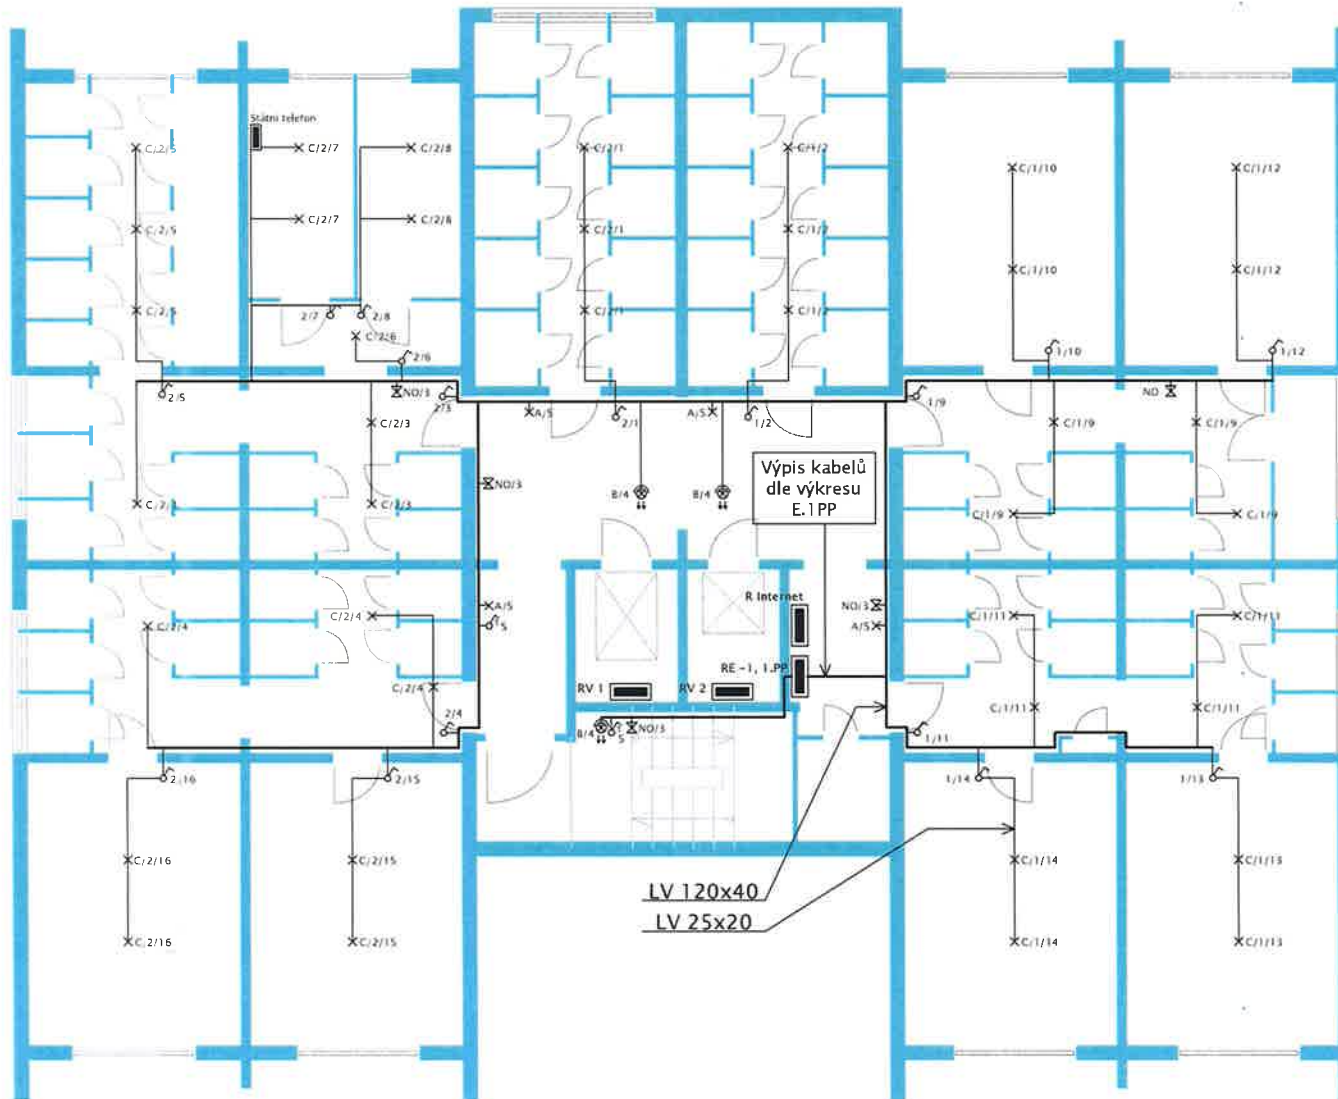 Státní telefon
C/2/5
C/2/7
C/2/8
C/2/1
C/1/2
C/1/10
C/1/12
C/2/7
C/2/8
C/2/5
C/2/1
C/1/2
C/1/10
C/1/12
C/2/5
2/7
2/8
C/2/1
C/1/2
C/2/6
2/6
1/10
1/12
2/5
NO/3
2/3
A/5
2/1
A/5
1/2
1/9
NO
C/2/3
C/1/9
C/1/9
Výpis kabelů
dle výkresu
E.1PP
NO/3
B/4
B/4
C/2/3
C/2/3
C/1/9
C/1/9
R Internet
A/5
5
NO/3
A/5
C/2/4
C/2/4
C/1/11
C/1/11
RE-1, 1.PP
RV 1
RV 2
C/2/4
2/4
C/1/11
C/1/11
B/4
5
NO/3
1/11
2/16
2/15
1/14
1/13
C/2/16
C/2/15
C/1/14
C/1/13
LV 120x40
LV 25x20
C/2/16
C/2/15
C/1/14
C/1/13